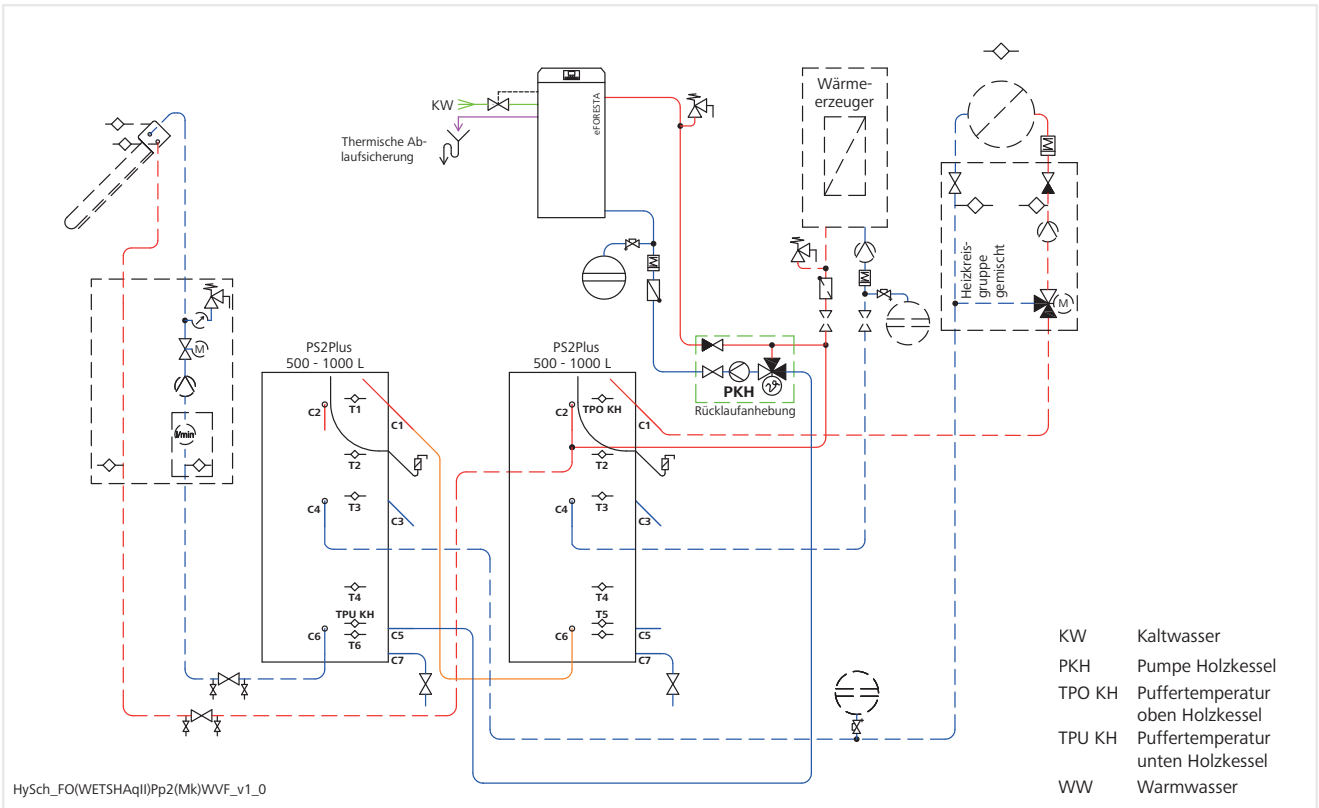 KW
Thermische Ab-
laufsicherung
eFORESTA
Wärme-
erzeuger
Heizkreis-
gruppe
gemischt
M
M
l/min
PS2Plus
500 - 1000 L
C2
T1
C1
T2
C4
T3
C3
T4
TPU KH
C6
T6
C5
C7
PS2Plus
500 - 1000 L
C2
TPO KH
C1
T2
C4
T3
C3
T4
T5
C6
C5
C7
PKH
Rücklaufanhebung
KW Kaltwasser
PKH Pumpe Holzkessel
TPO KH Puffertemperatur
oben Holzkessel
TPU KH Puffertemperatur
unten Holzkessel
WW Warmwasser
HySch_FO(WETSHAqII)Pp2(Mk)WVF_v1_0